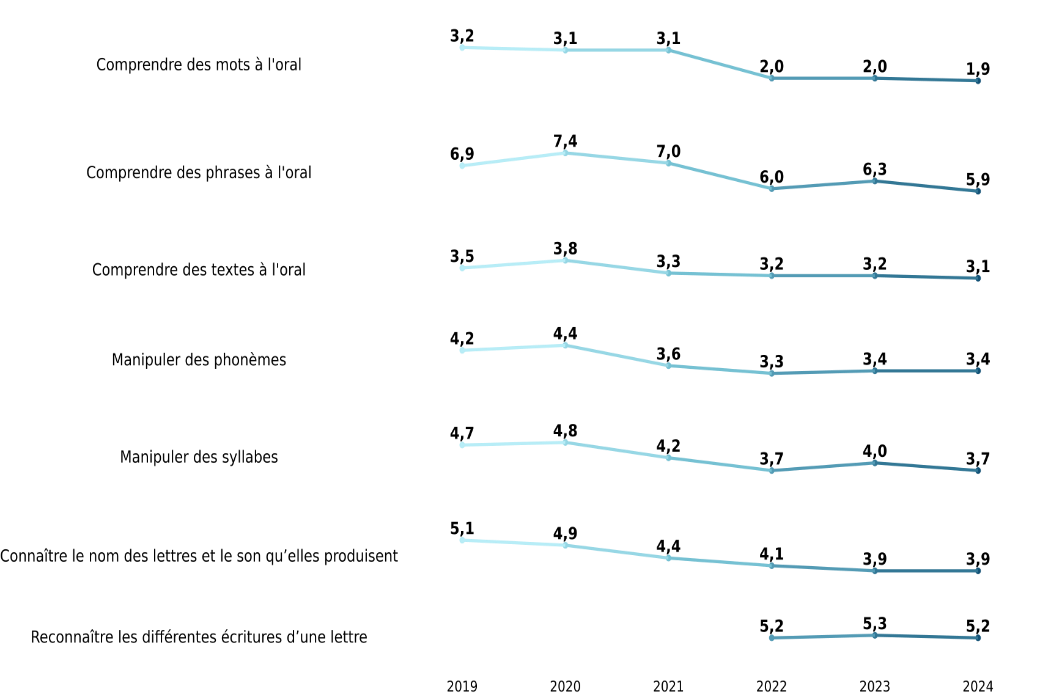 3,2 3,1 3,1 2,0 2,0 1,9
Comprendre des mots à l'oral
6,9 7,4 7,0 6,0 6,3 5,9
Comprendre des phrases à l'oral
3,5 3,8 3,3 3,2 3,2 3,1
Comprendre des textes à l'oral
4,2 4,4 3,6 3,3 3,4 3,4
Manipuler des phonèmes
4,7 4,8 4,2 3,7 4,0 3,7
Manipuler des syllabes
5,1 4,9 4,4 4,1 3,9 3,9
Connaître le nom des lettres et le son qu’elles produisent
5,2 5,3 5,2
Reconnaître les différentes écritures d’une lettre
2019 2020 2021 2022 2023 2024